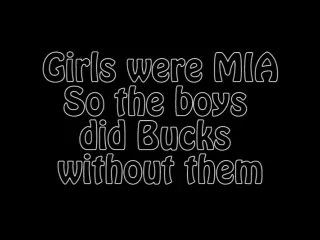 Girls were MIA
So the boys
did Bucks
without them